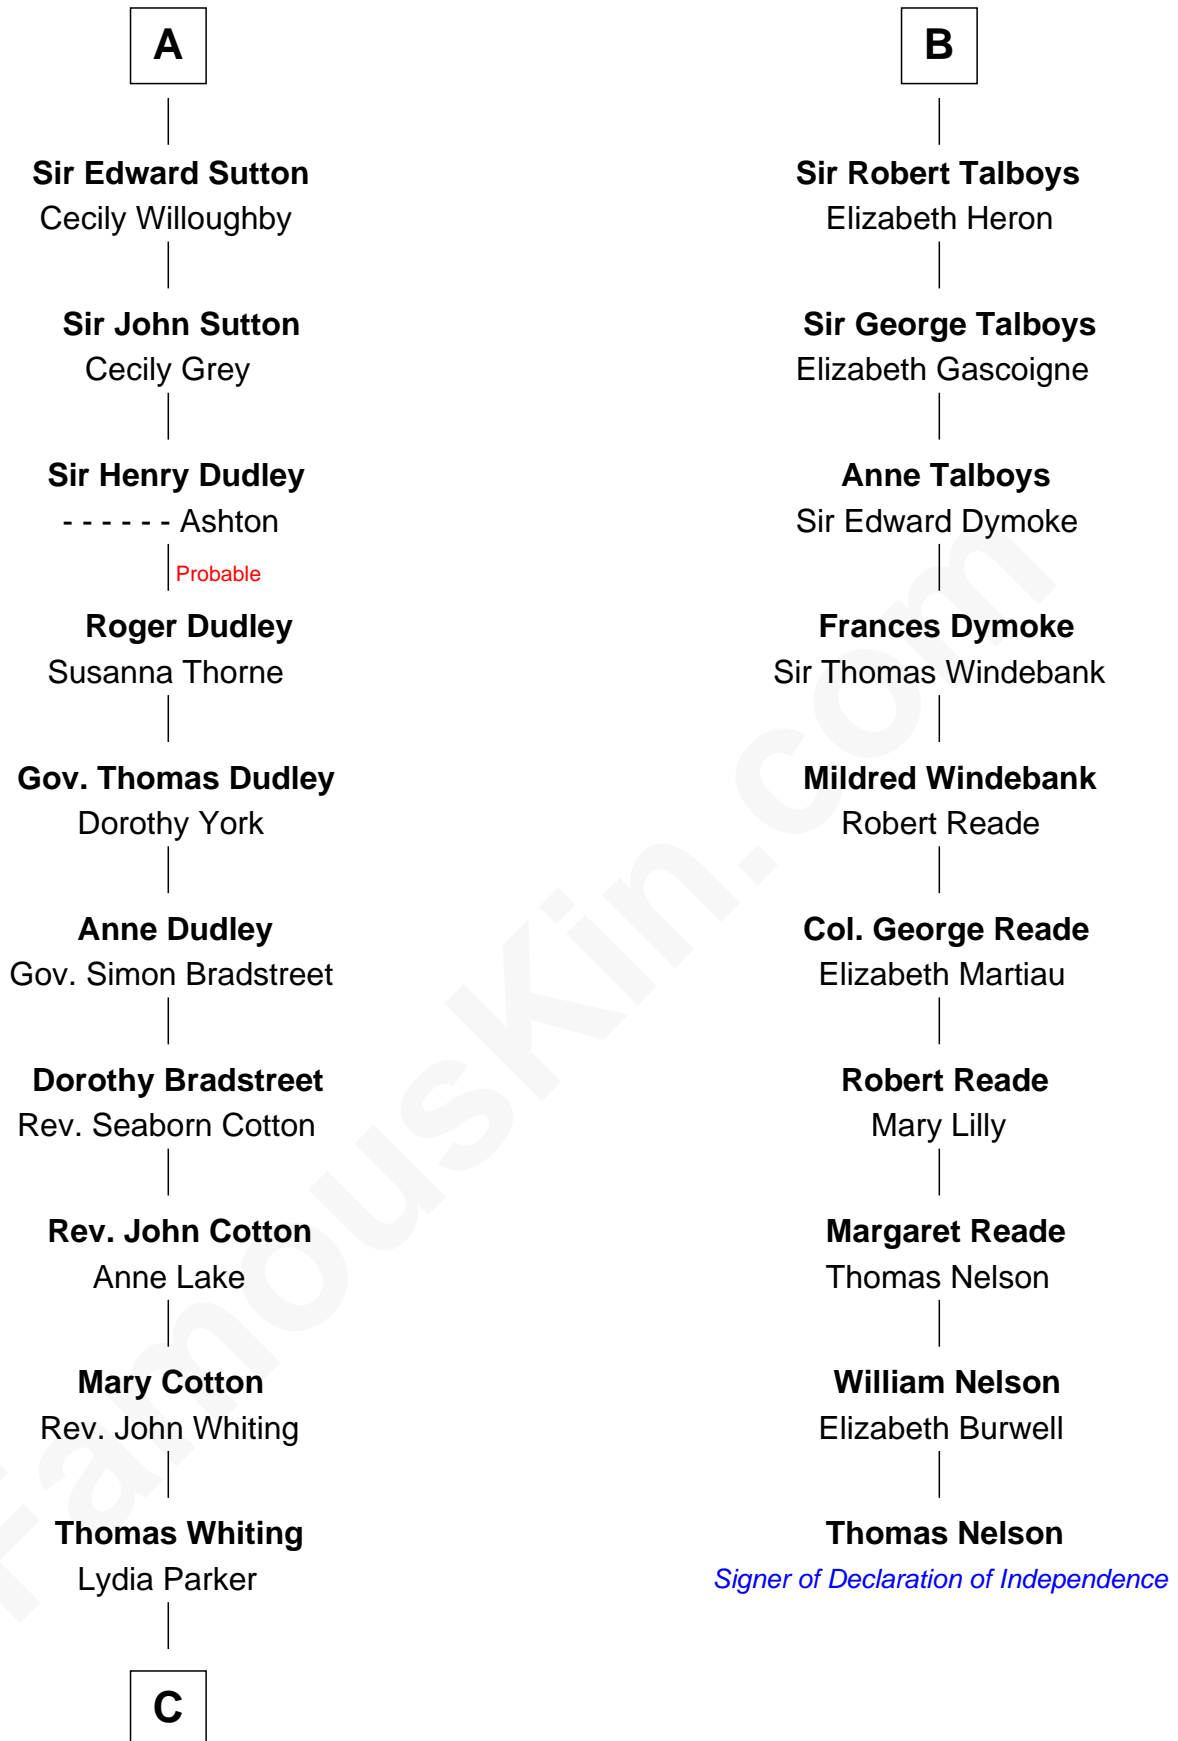 A
Sir Edward Sutton
Cecily Willoughby
Sir John Sutton
Cecily Grey
Sir Henry Dudley
- - - - - - Ashton
Probable
Roger Dudley
Susanna Thorne
Gov. Thomas Dudley
Dorothy York
Anne Dudley
Gov. Simon Bradstreet
Dorothy Bradstreet
Rev. Seaborn Cotton
Rev. John Cotton
Anne Lake
Mary Cotton
Rev. John Whiting
Thomas Whiting
Lydia Parker
C
B
Sir Robert Talboys
Elizabeth Heron
Sir George Talboys
Elizabeth Gascoigne
Anne Talboys
Sir Edward Dymoke
Frances Dymoke
Sir Thomas Windebank
Mildred Windebank
Robert Reade
Col. George Reade
Elizabeth Martiau
Robert Reade
Mary Lilly
Margaret Reade
Thomas Nelson
William Nelson
Elizabeth Burwell
Thomas Nelson
Signer of Declaration of Independence
FamousKin.com